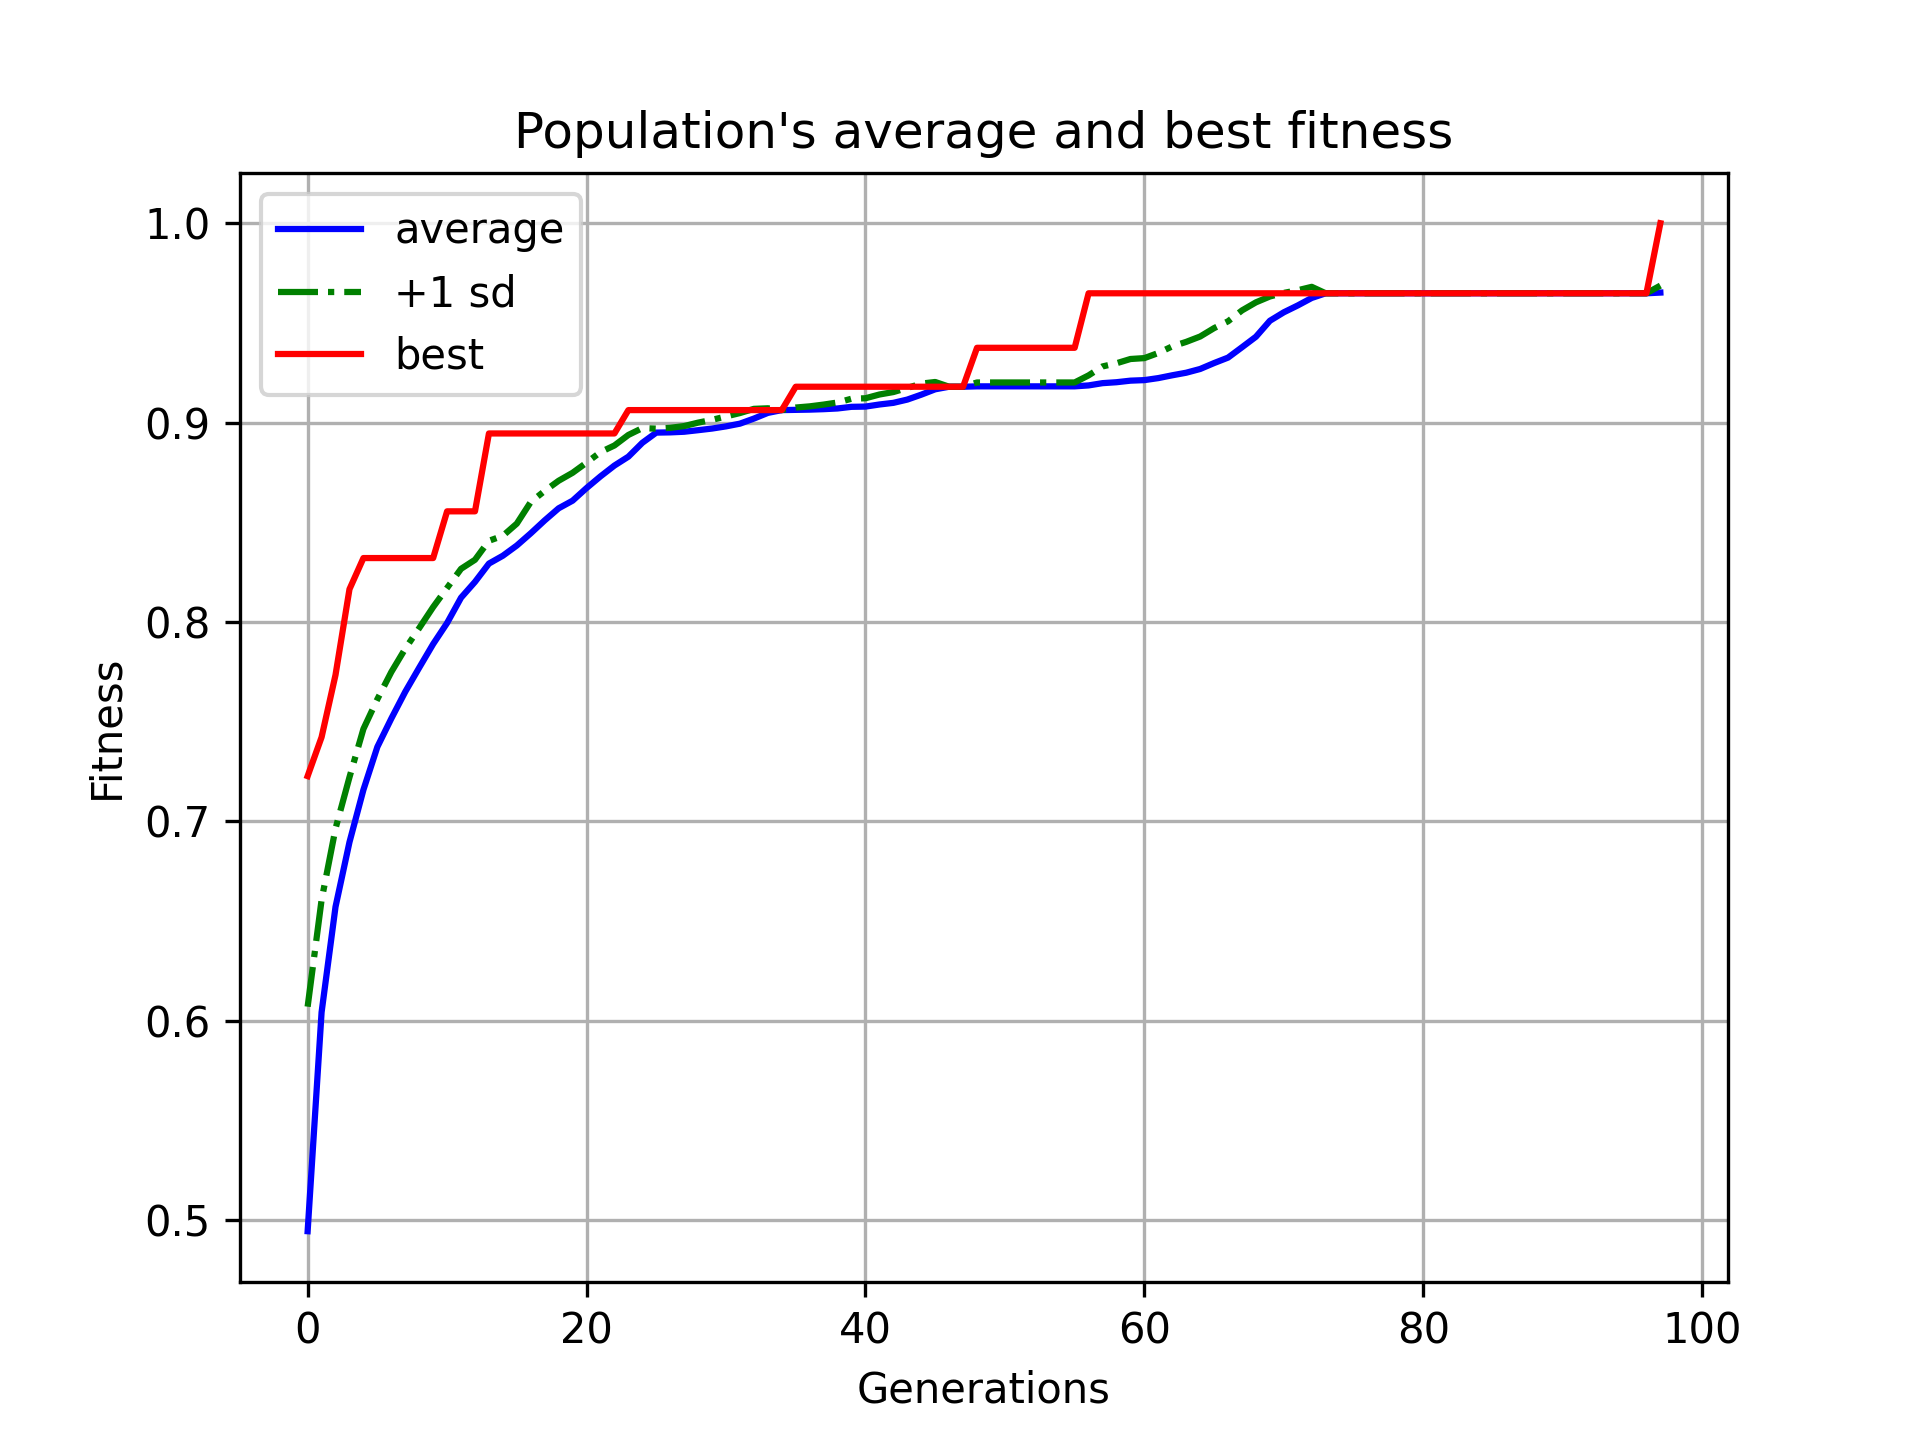 Population's average and best fitness
average
+1 sd
best
1.0
0.9
0.8
0.7
0.6
0.5
Fitness
0 20 40 60 80 100
Generations